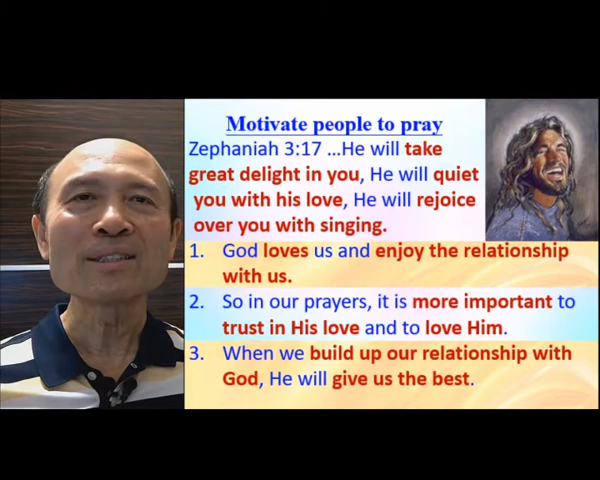 Motivate people to pray
Zephaniah 3:17 ...He will take
great delight in you, He will quiet
you with his love, He will rejoice
over you with singing.
1. God loves us and enjoy the relationship
with us.
2. So in our prayers, it is more important to
trust in His love and to love Him.
3. When we build up our relationship with
God, He will give us the best.